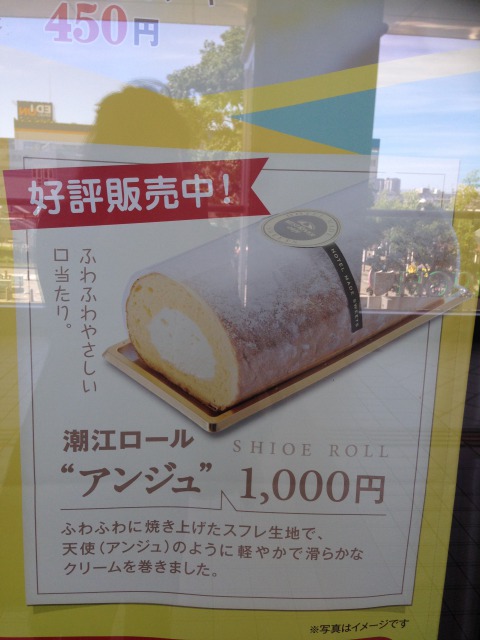 450円
好評販売中!
ふわふわやさしい
口当たり。
潮江ロール
SHIOE ROLL
“アンジュ” 1,000円
ふわふわに焼き上げたスフレ生地で、
天使(アンジュ)のように軽やかで滑らかな
クリームを巻きました。
※写真はイメージです